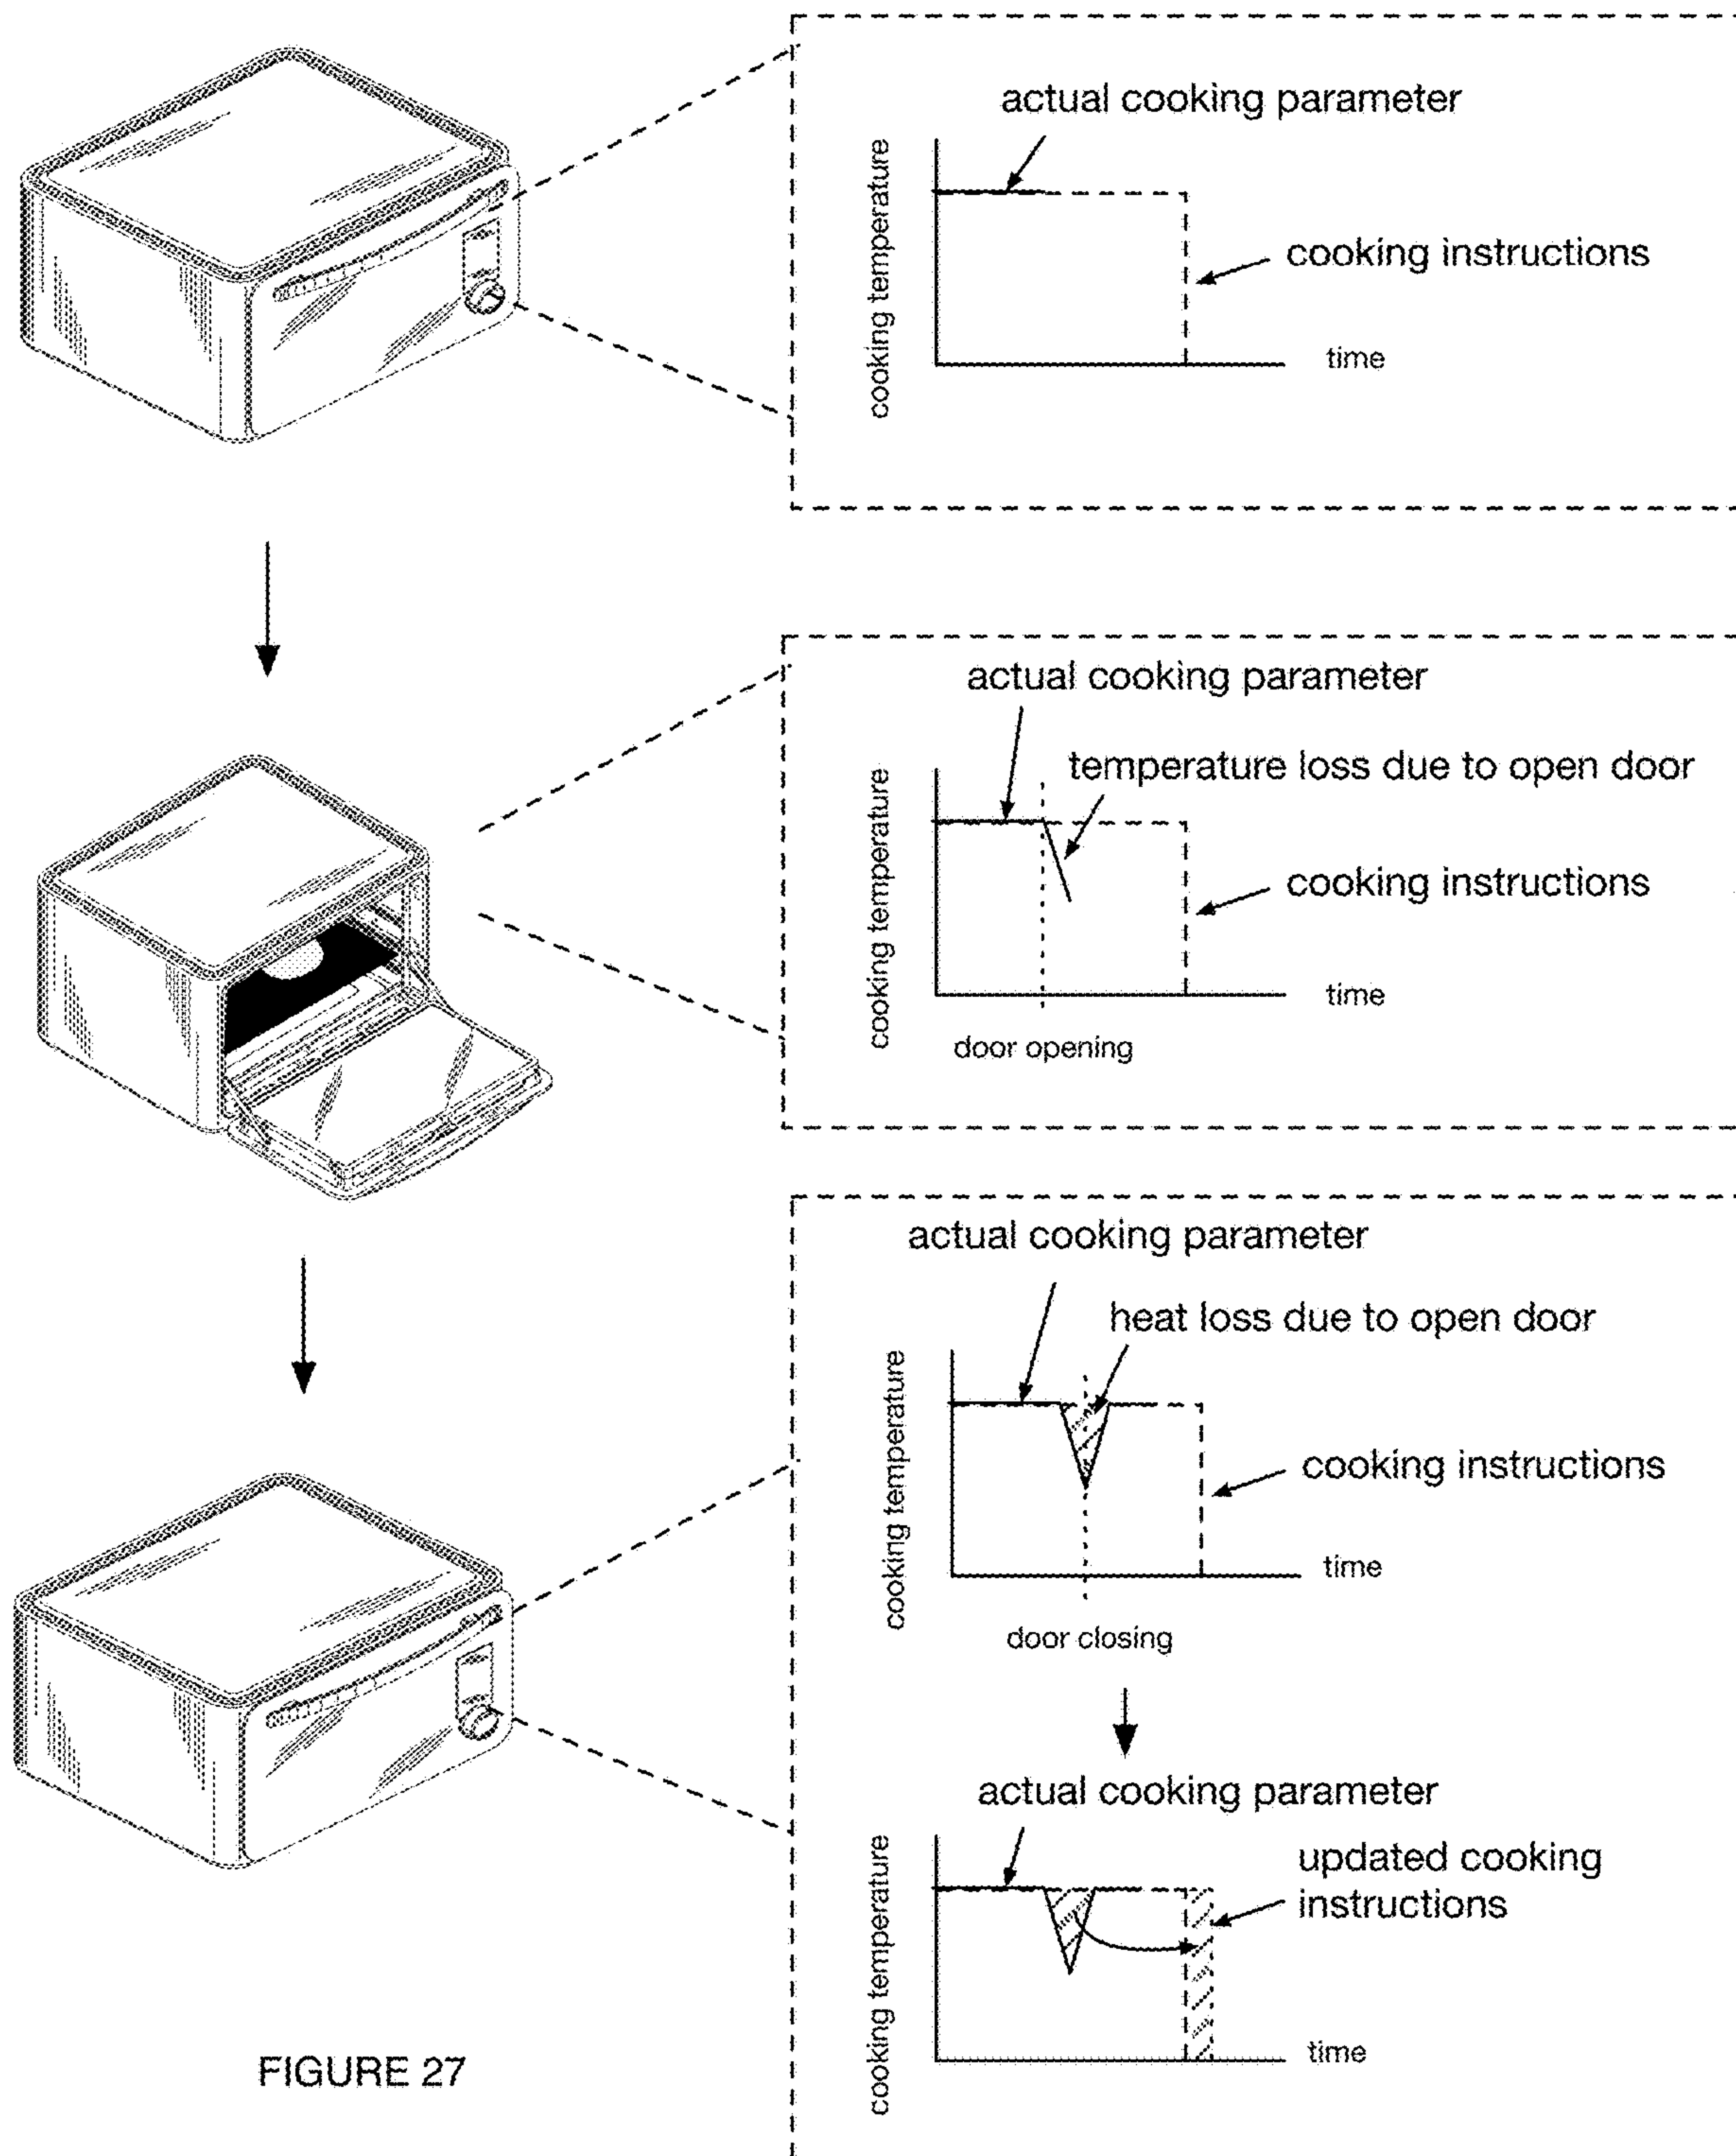 actual cooking parameter
cooking temperature
cooking instructions
time
actual cooking parameter
temperature loss due to open door
cooking temperature
cooking instructions
time
door opening
actual cooking parameter
heat loss due to open door
cooking temperature
cooking instructions
time
door closing
actual cooking parameter
updated cooking
instructions
cooking temperature
time
FIGURE 27